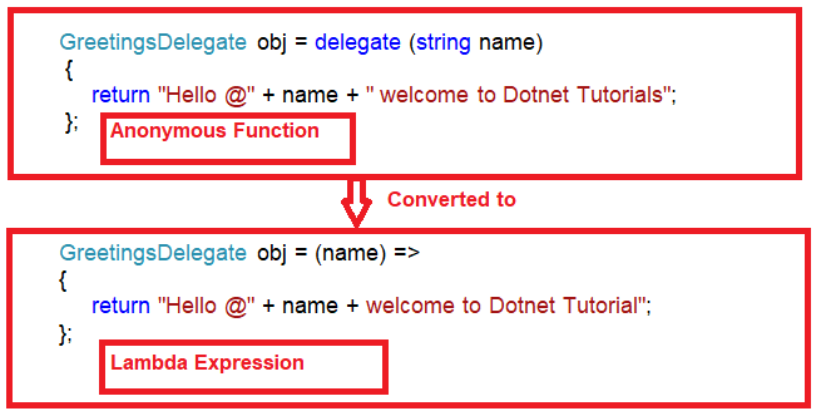 GreetingsDelegate obj = delegate (string name)
{
return "Hello @" + name + " welcome to Dotnet Tutorials";
};
Anonymous Function
Converted to
GreetingsDelegate obj = (name) =>
{
return "Hello @" + name + welcome to Dotnet Tutorial";
};
Lambda Expression